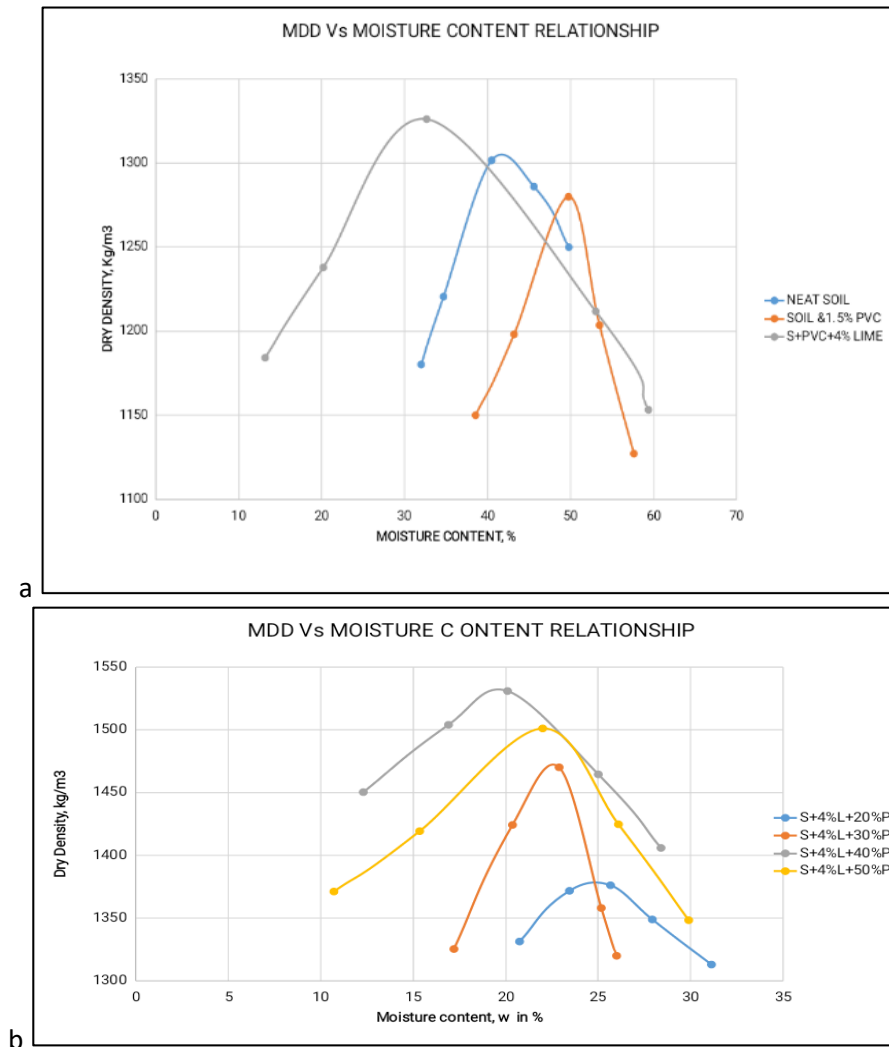 MDD Vs MOISTURE CONTENT RELATIONSHIP
1350
1300
1250
1200
1150
1100
DRY DENSITY, Kg/m3
0 10 20 30 40 50 60 70
MOISTURE CONTENT, %
NEAT SOIL
SOIL &1.5% PVC
S+PVC+4% LIME
a
MDD Vs MOISTURE C ONTENT RELATIONSHIP
1550
1500
1450
1400
1350
1300
Dry Density, kg/m3
0 5 10 15 20 25 30 35
Moisture content, w in %
S+4%L+20%P
S+4%L+30%P
S+4%L+40%P
S+4%L+50%P
b